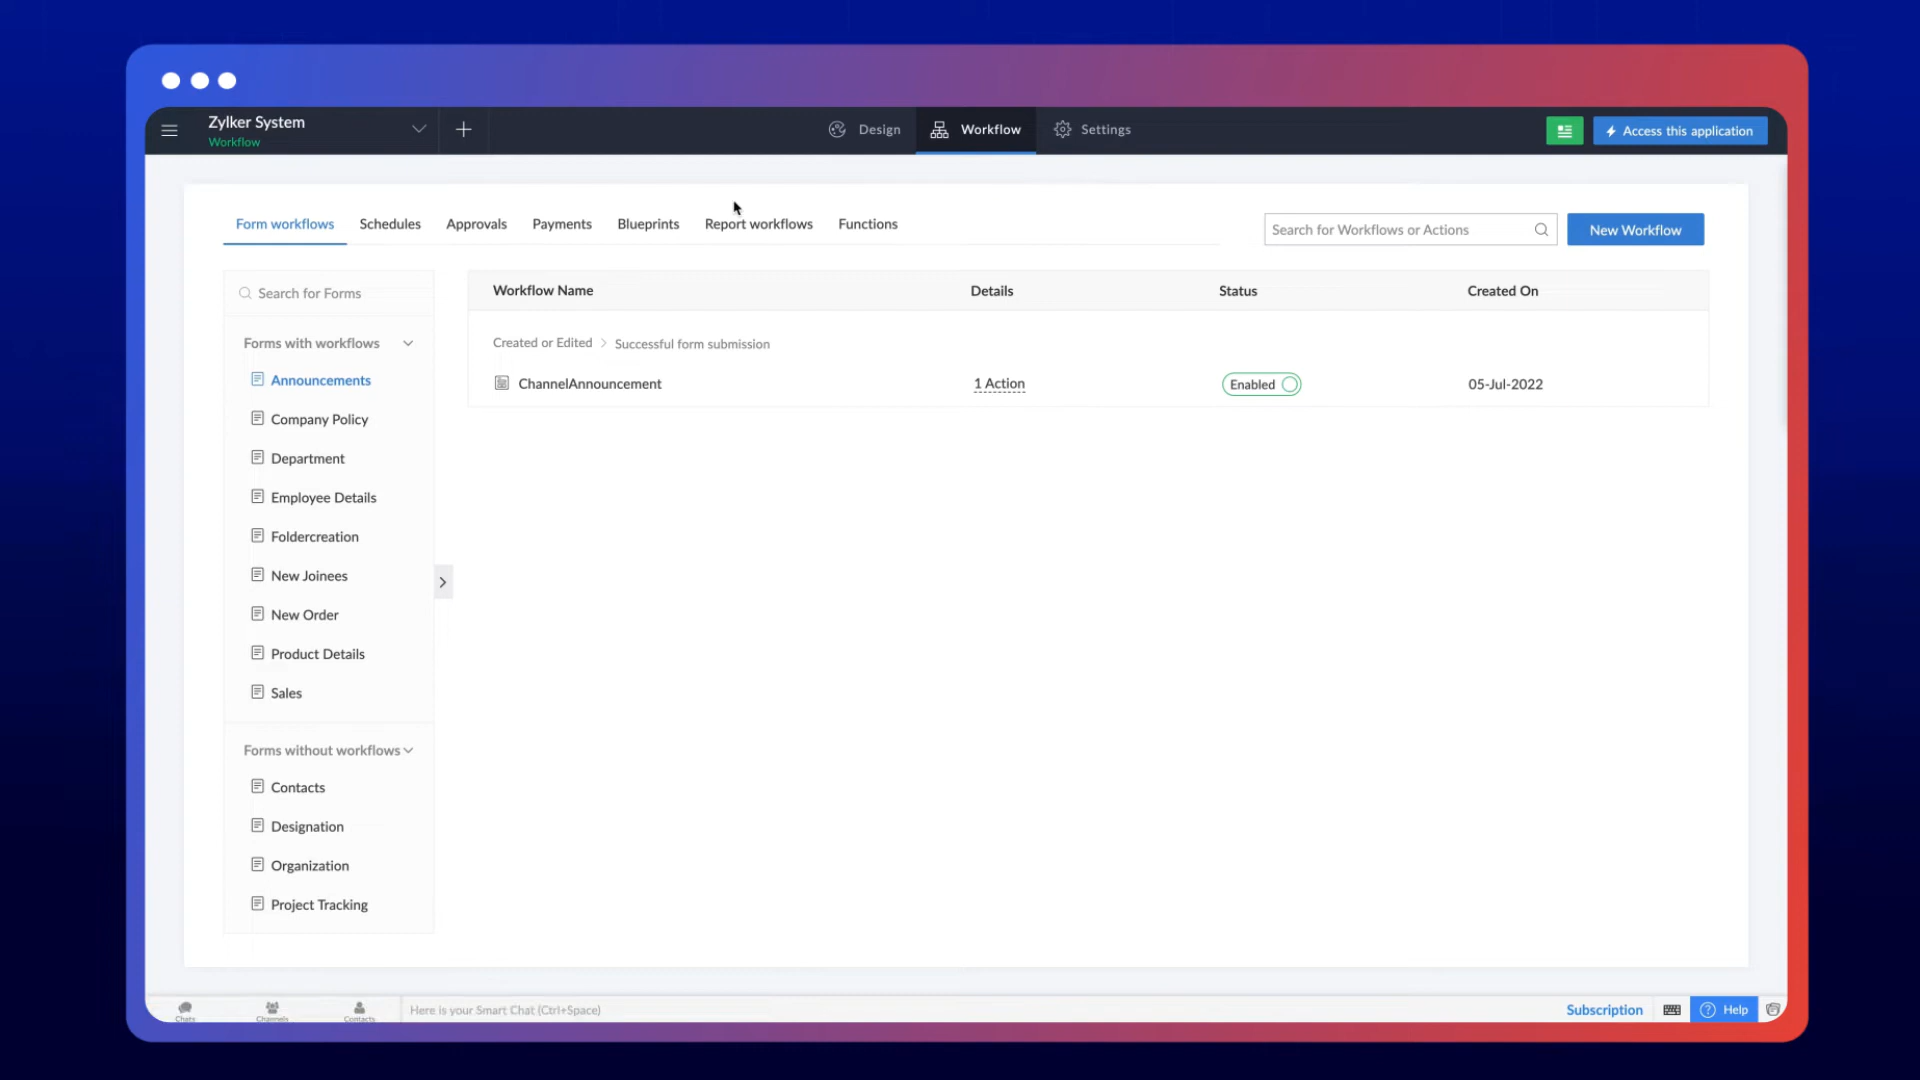 Zylker System
Workflow
Design
Workflow
Settings
Access this application
Form workflows
Schedules
Approvals
Payments
Blueprints
Report workflows
Functions
Search for Workflows or Actions
New Workflow
Search for Forms
Forms with workflows
Announcements
Company Policy
Department
Employee Details
Foldercreation
New Joinees
New Order
Product Details
Sales
Forms without workflows
Contacts
Designation
Organization
Project Tracking
Workflow Name
Details
Status
Created On
Created or Edited > Successful form submission
ChannelAnnouncement
1 Action
Enabled
05-Jul-2022
Chats
Channels
Contacts
Here is your Smart Chat (Ctrl+Space)
Subscription
Help